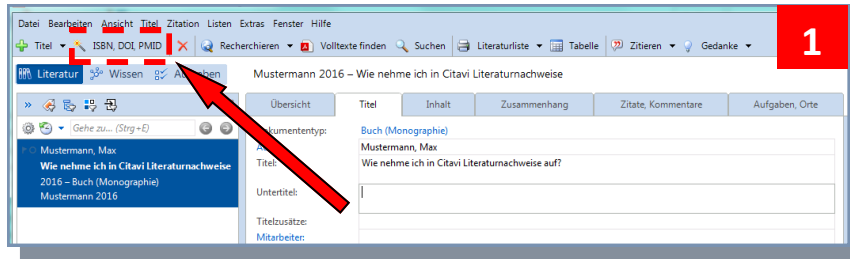 Datei Bearbeiten Ansicht Titel Zitation Listen Extras Fenster Hilfe
Titel ISBN, DOI, PMID Recherchieren Volltexte finden Suchen Literaturliste Tabelle Zitieren Gedanke
1
Literatur Wissen Mustermann 2016 – Wie nehme ich in Citavi Literaturnachweise
Übersicht Titel Inhalt Zusammenhang Zitate, Kommentare Aufgaben, Orte
Gehe zu... (Strg+E)
Dokumententyp: Buch (Monographie)
Mustermann, Max
Mustermann, Max
Wie nehme ich in Citavi Literaturnachweise
Titel: Wie nehme ich in Citavi Literaturnachweise auf?
2016 – Buch (Monographie)
Mustermann 2016
Untertitel:
Titelzusätze:
Mitarbeiter: